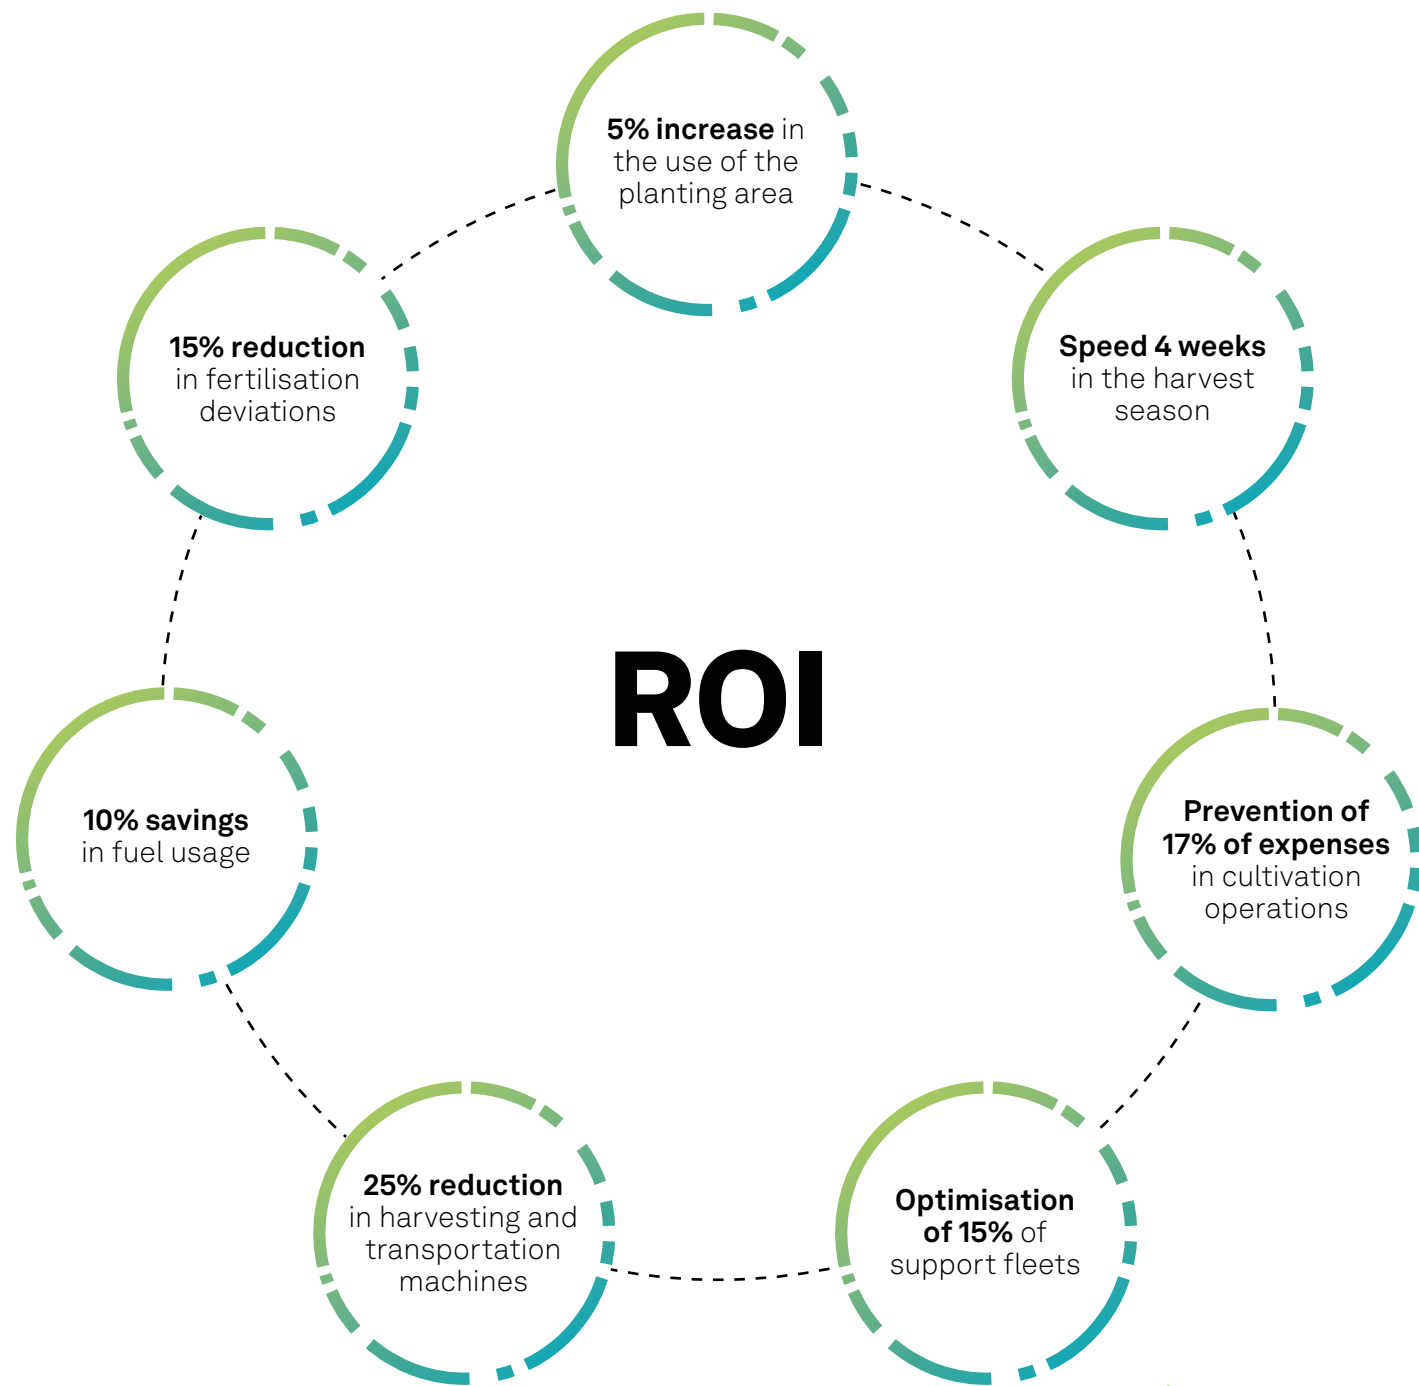 5% increase in
the use of the
planting area
Speed 4 weeks
in the harvest
season
Prevention of
17% of expenses
in cultivation
operations
Optimisation
of 15% of
support fleets
25% reduction
in harvesting and
transportation
machines
10% savings
in fuel usage
15% reduction
in fertilisation
deviations
ROI